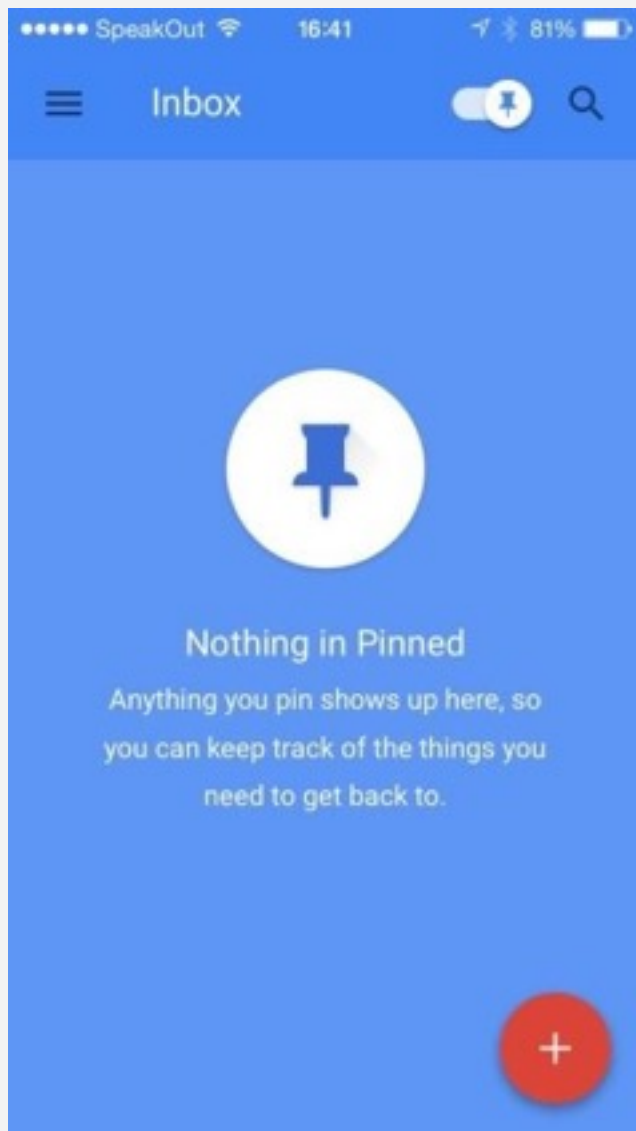 SpeakOut 16:41 81%
Inbox
Nothing in Pinned
Anything you pin shows up here, so
you can keep track of the things you
need to get back to.